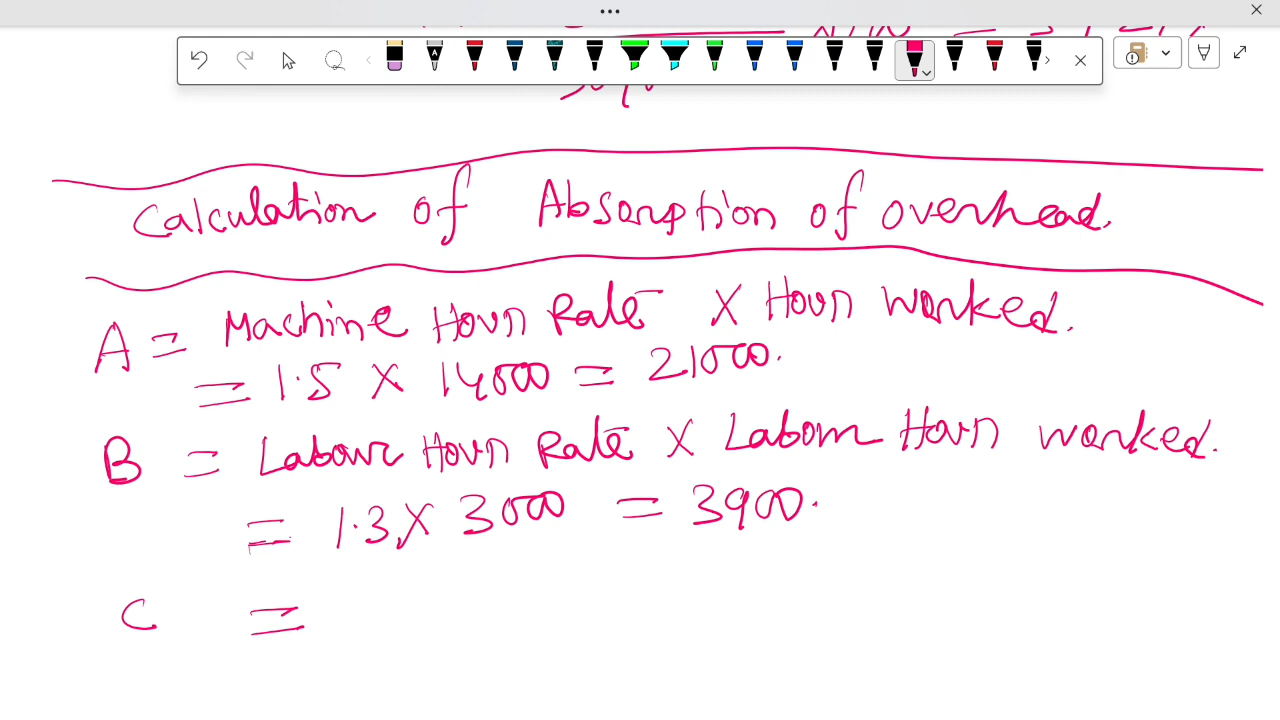 Calculation of Absorption of overhead.
A = Machine Hour Rate X Hour worked.
= 1.5 X 14000 = 21000.
B = Labour Hour Rate X Labour Hour worked.
= 1.3 X 3000 = 3900.
C =